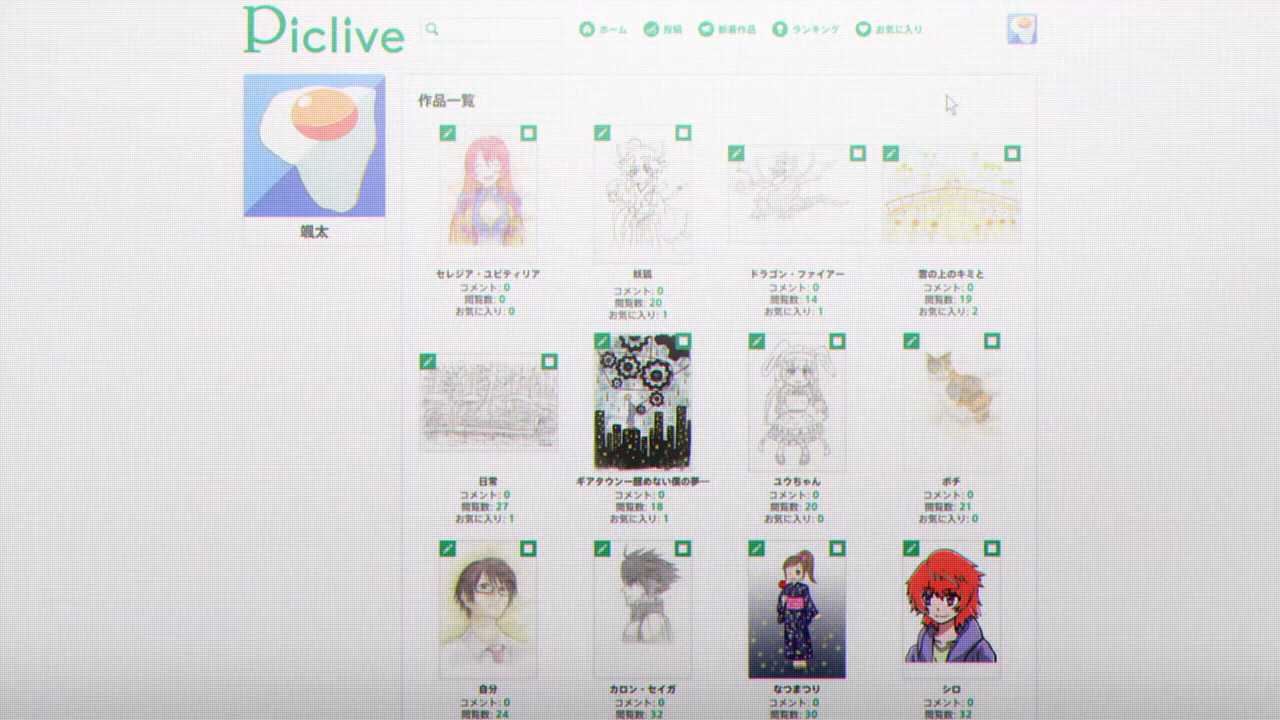 Piclive
ホーム 投稿 新着作品 ランキング お気に入り
颯太
作品一覧
セレジア・ユピティリア
コメント: 0
閲覧数: 0
お気に入り: 0
妖狐
コメント: 0
閲覧数: 20
お気に入り: 1
ドラゴン・ファイアー
コメント: 0
閲覧数: 14
お気に入り: 1
雲の上のキミと
コメント: 0
閲覧数: 19
お気に入り: 2
日常
コメント: 0
閲覧数: 27
お気に入り: 1
ギアタウンー醒めない僕の夢…
コメント: 0
閲覧数: 18
お気に入り: 1
ユウちゃん
コメント: 0
閲覧数: 20
お気に入り: 0
ポチ
コメント: 0
閲覧数: 21
お気に入り: 0
自分
コメント: 0
閲覧数: 24
カロン・セイガ
コメント: 0
閲覧数: 32
なつまつり
コメント: 0
閲覧数: 30
シロ
コメント: 0
閲覧数: 32